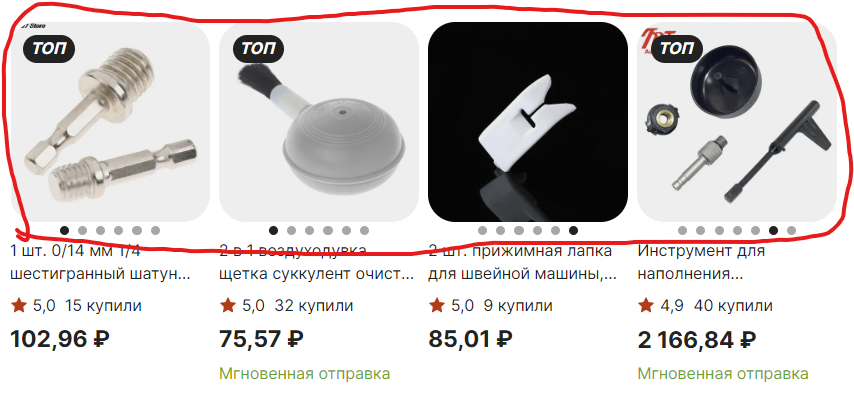 Store
ТОП
ТОП
ТОП
1 шт. 0/14 мм 1/4
шестигранный шатун...
5,0 15 купили
102,96 ₽
2 в 1 воздуходувка
щетка суккулент очист...
5,0 32 купили
75,57 ₽
Мгновенная отправка
2 шт. прижимная лапка
для швейной машины,...
5,0 9 купили
85,01 ₽
Инструмент для
наполнения...
4,9 40 купили
2 166,84 ₽
Мгновенная отправка